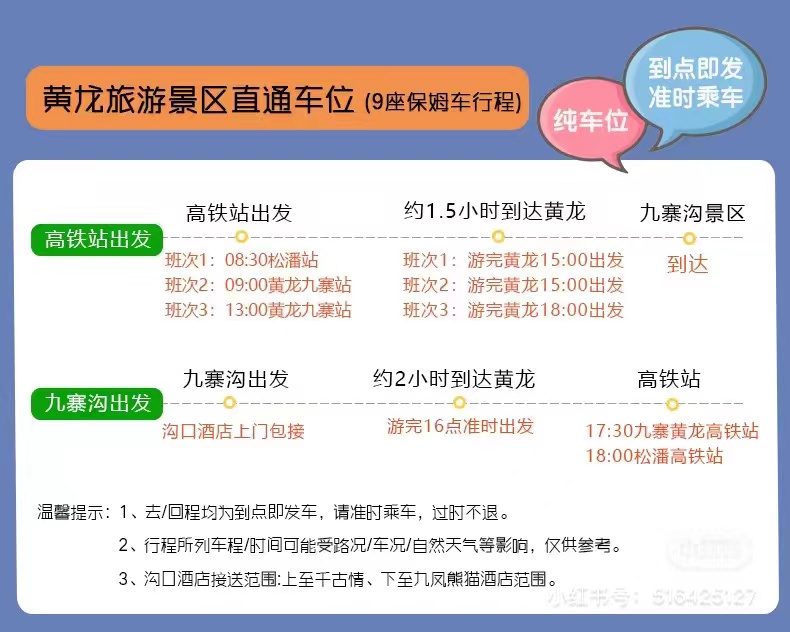 黄龙旅游景区直通车位 (9座保姆车行程)
纯车位
到点即发
准时乘车
高铁站出发
高铁站出发
约1.5小时到达黄龙
九寨沟景区
班次1：08:30松潘站
班次2：09:00黄龙九寨站
班次3：13:00黄龙九寨站
班次1：游完黄龙15:00出发
班次2：游完黄龙15:00出发
班次3：游完黄龙18:00出发
到达
九寨沟出发
九寨沟出发
约2小时到达黄龙
高铁站
沟口酒店上门包接
游完16点准时出发
17:30九寨黄龙高铁站
18:00松潘高铁站
温馨提示：1、去/回程均为到点即发车，请准时乘车，过时不退。
2、行程所列车程/时间可能受路况/车况/自然天气等影响，仅供参考。
3、沟口酒店接送范围:上至千古情、下至九凤熊猫酒店范围。
小红书
小红书号：516425127